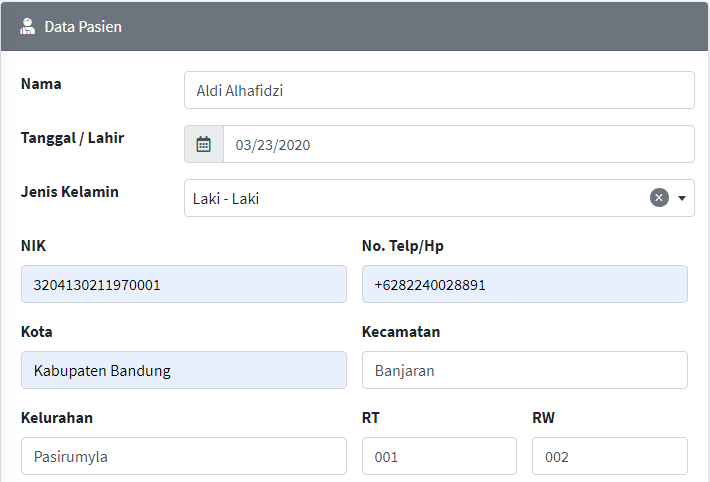 Data Pasien
Nama
Aldi Alhafidzi
Tanggal / Lahir
03/23/2020
Jenis Kelamin
Laki - Laki
NIK
No. Telp/Hp
3204130211970001
+6282240028891
Kota
Kecamatan
Kabupaten Bandung
Banjaran
Kelurahan
RT
RW
Pasirumyla
001
002